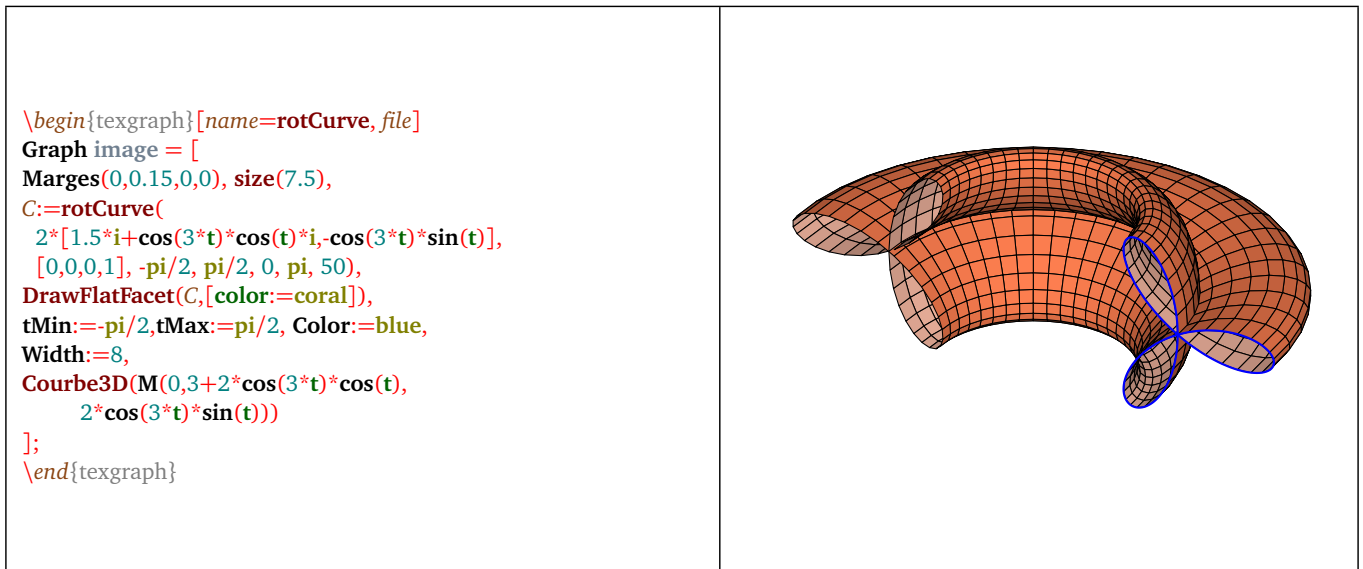 \begin{texgraph}[name=rotCurve, file]
Graph image = [
Marges(0,0.15,0,0), size(7.5),
C:=rotCurve(
2*[1.5*i+cos(3*t)*cos(t)*i,-cos(3*t)*sin(t)],
[0,0,0,1], -pi/2, pi/2, 0, pi, 50),
DrawFlatFacet(C,[color:=coral]),
tMin:=-pi/2,tMax:=pi/2, Color:=blue,
Width:=8,
Courbe3D(M(0,3+2*cos(3*t)*cos(t),
2*cos(3*t)*sin(t)))
];
\end{texgraph}